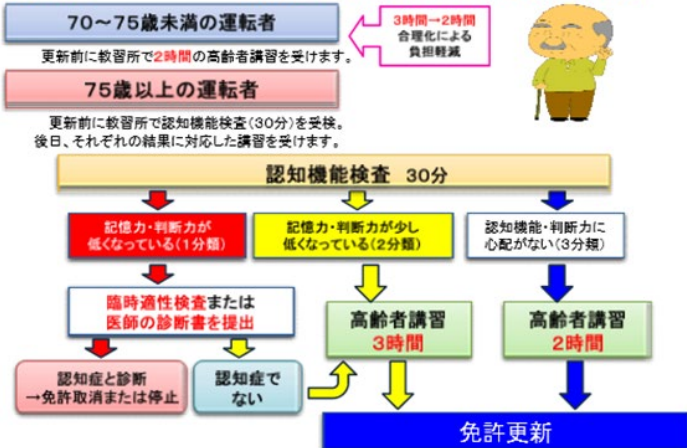 70～75歳未満の運転者
3時間→2時間
合理化による
負担軽減
更新前に教習所で2時間の高齢者講習を受けます。
75歳以上の運転者
更新前に教習所で認知機能検査(30分)を受検。
後日、それぞれの結果に対応した講習を受けます。
認知機能検査 30分
記憶力・判断力が
低くなっている(1分類)
記憶力・判断力が少し
低くなっている(2分類)
認知機能・判断力に
心配がない(3分類)
臨時適性検査または
医師の診断書を提出
高齢者講習
3時間
高齢者講習
2時間
認知症と診断
→免許取消または停止
認知症で
ない
免許更新